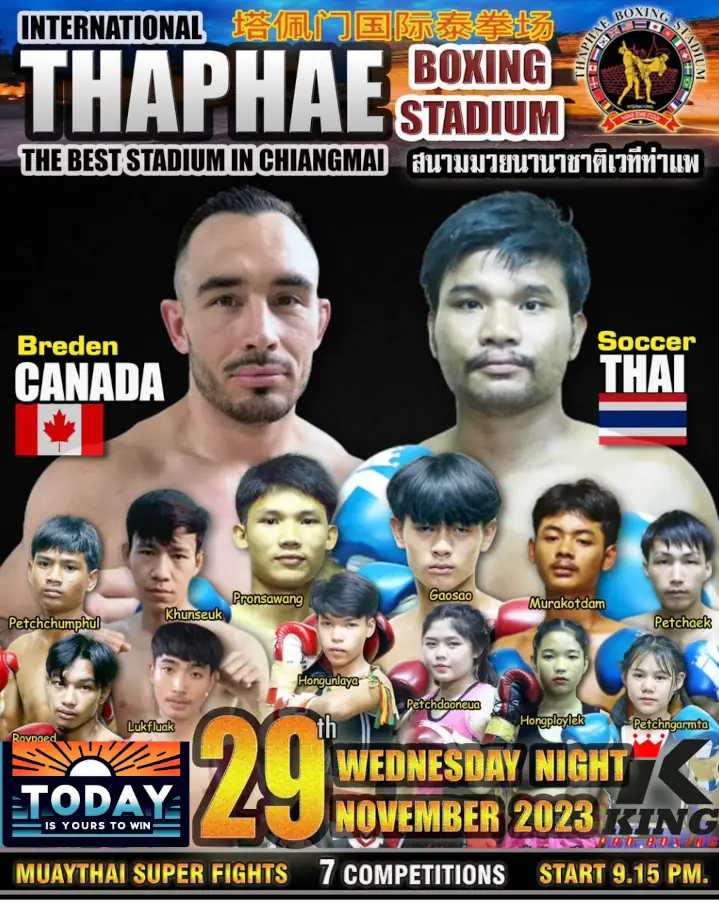 INTERNATIONAL
塔佩门国际泰拳场
THAPHAE
BOXING
STADIUM
THAPHAE BOXING STADIUM
INTERNATIONAL
THE BEST STADIUM IN CHIANGMAI
สนามมวยนานาชาติเวทีท่าแพ
Breden
CANADA
Soccer
THAI
Petchchumphul
Khunseuk
Pronsawang
Gaosao
Murakotdam
Petchaek
Hongunlaya
Petchdaoneua
Hongploylek
Petchngarmta
Lukfluak
TODAY
IS YOURS TO WIN
29th
WEDNESDAY NIGHT
NOVEMBER 2023
K
KING
PRO BOXING
MUAYTHAI SUPER FIGHTS
7 COMPETITIONS
START 9.15 PM.